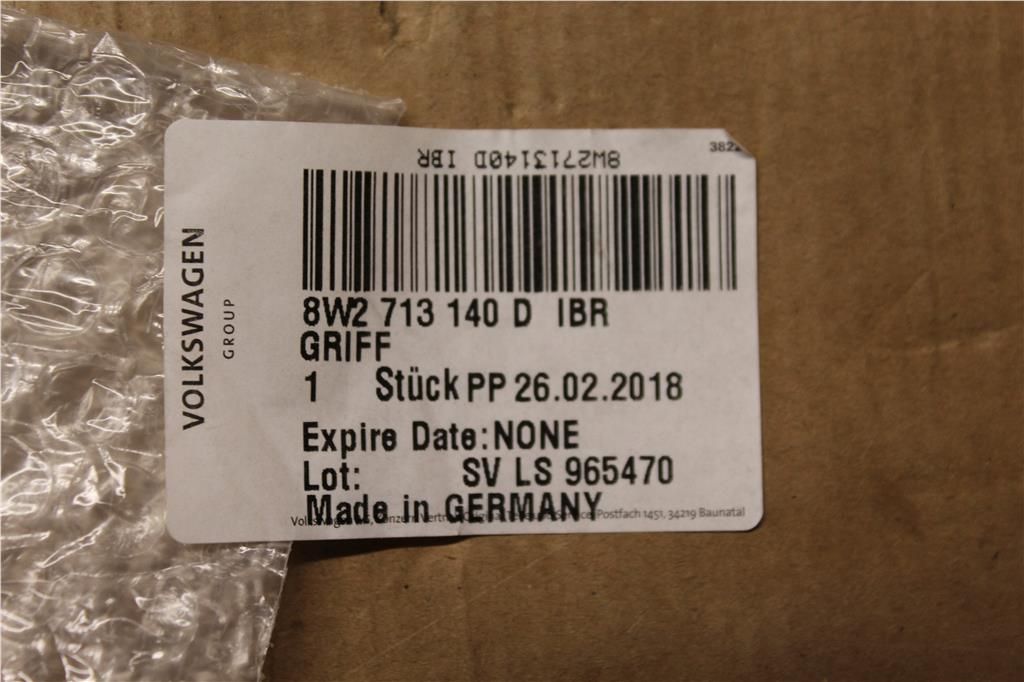 8W2713140D IBR
382
VOLKSWAGEN
GROUP
8W2 713 140 D IBR
GRIFF
1 Stück PP 26.02.2018
Expire Date: NONE
Lot: SV LS 965470
Made in GERMANY
Postfach 1451, 34219 Baunatal